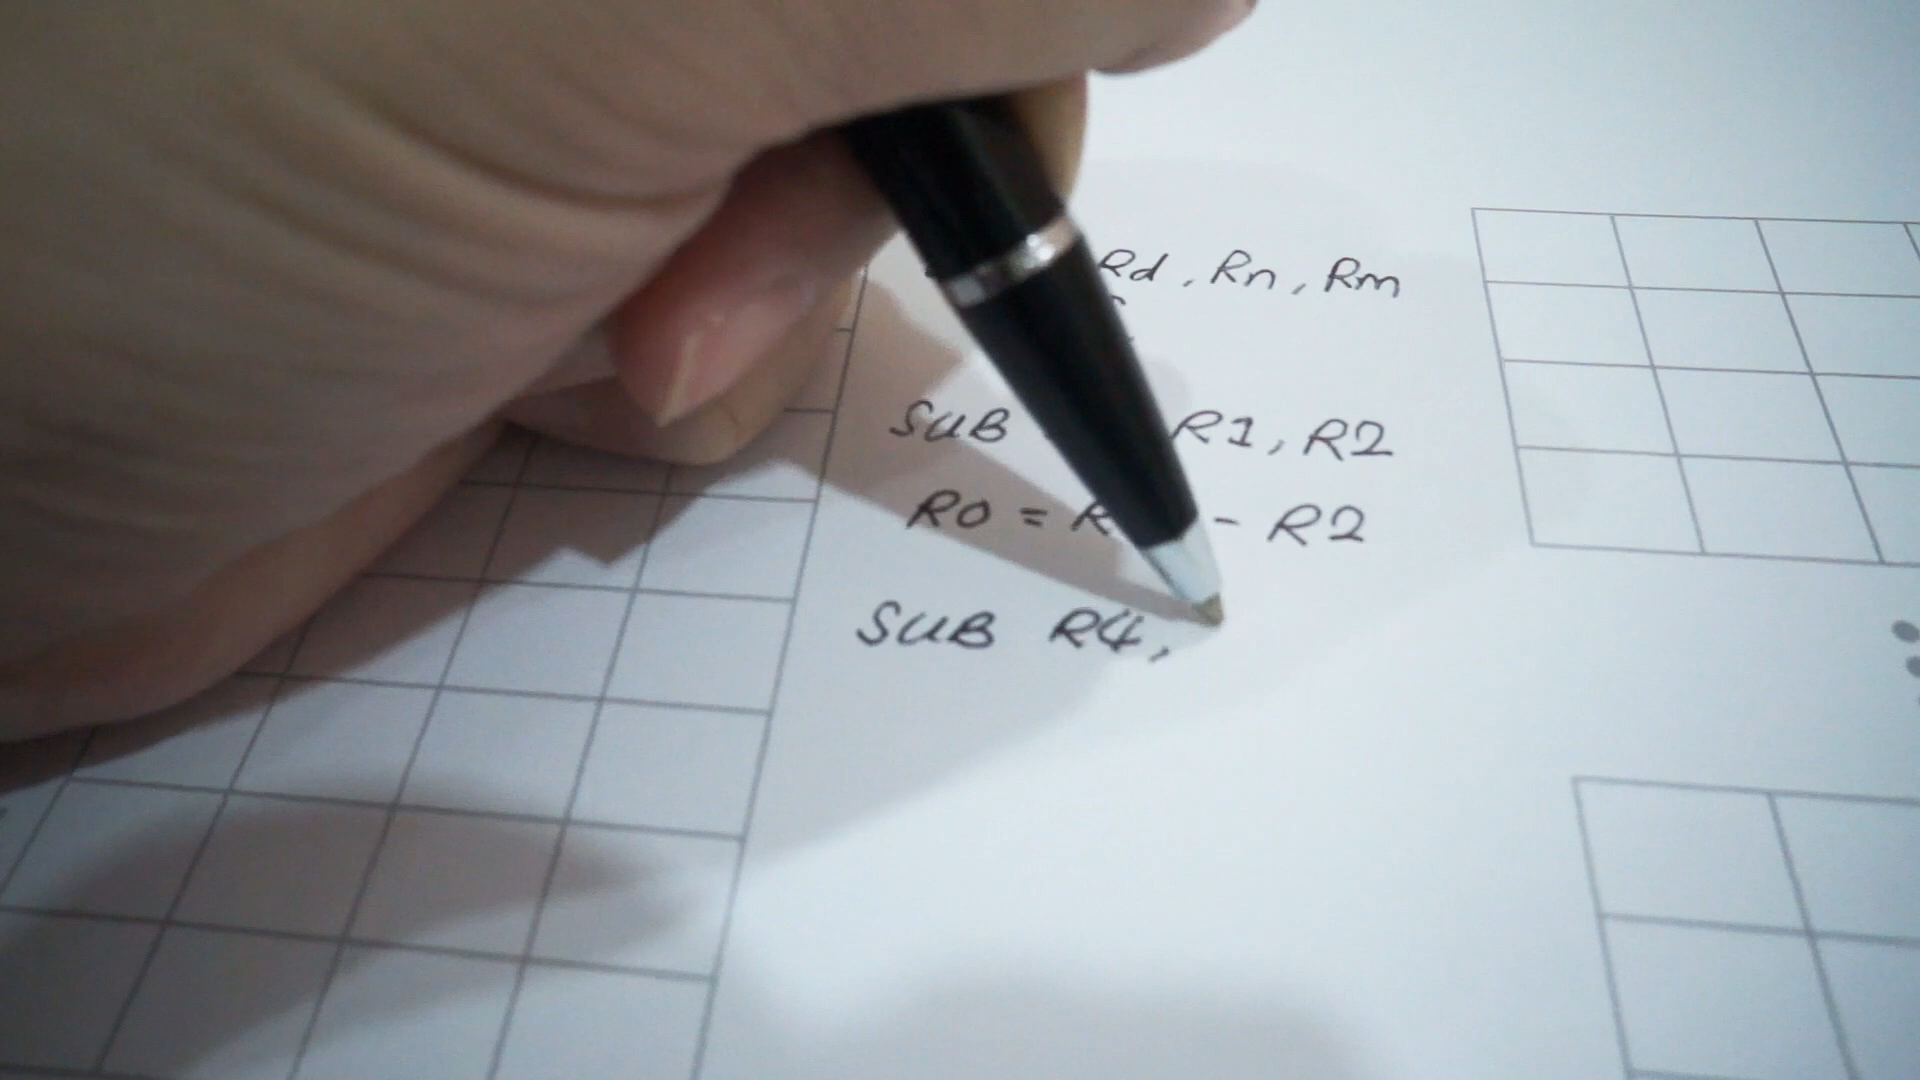 Rd, Rn, Rm
SUB R1, R2
R0 = R - R2
SUB R4,